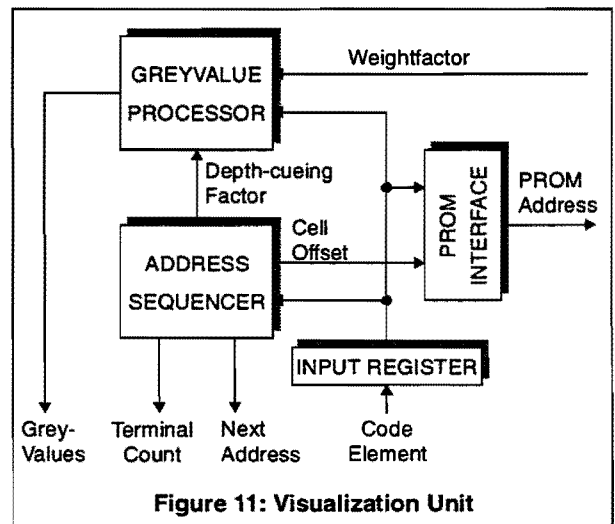 GREYVALUE
PROCESSOR
Weightfactor
Depth-cueing
Factor
PROM
INTERFACE
PROM
Address
Cell
Offset
ADDRESS
SEQUENCER
INPUT REGISTER
Grey-
Values
Terminal
Count
Next
Address
Code
Element
Figure 11: Visualization Unit